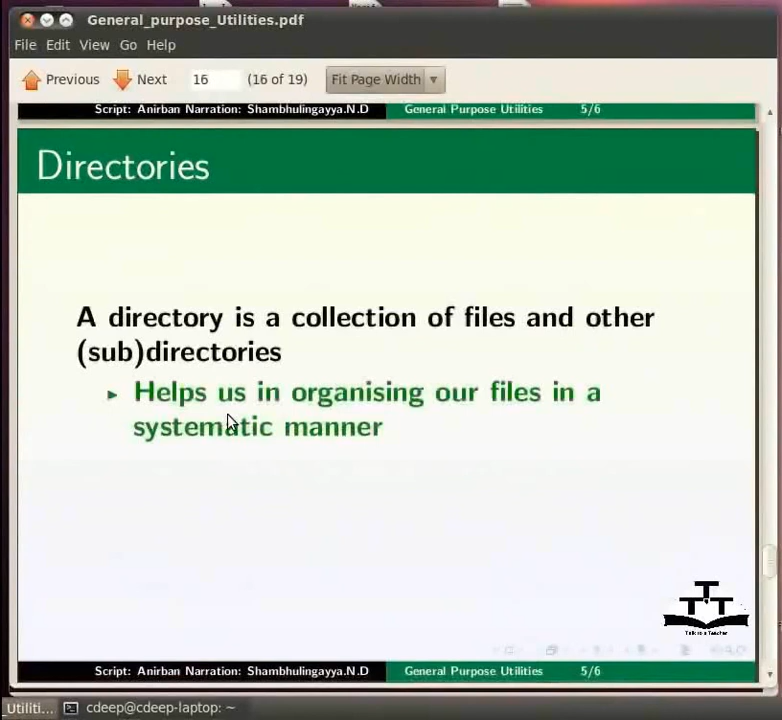 General_purpose_Utilities.pdf
File Edit View Go Help
Previous Next 16 (16 of 19) Fit Page Width
Script: Anirban Narration: Shambhulingayya.N.D General Purpose Utilities 5/6
Directories
A directory is a collection of files and other
(sub)directories
Helps us in organising our files in a
systematic manner
T
T T
Talk to a Teacher
Script: Anirban Narration: Shambhulingayya.N.D General Purpose Utilities 5/6
Utiliti... cdeep@cdeep-laptop: ~